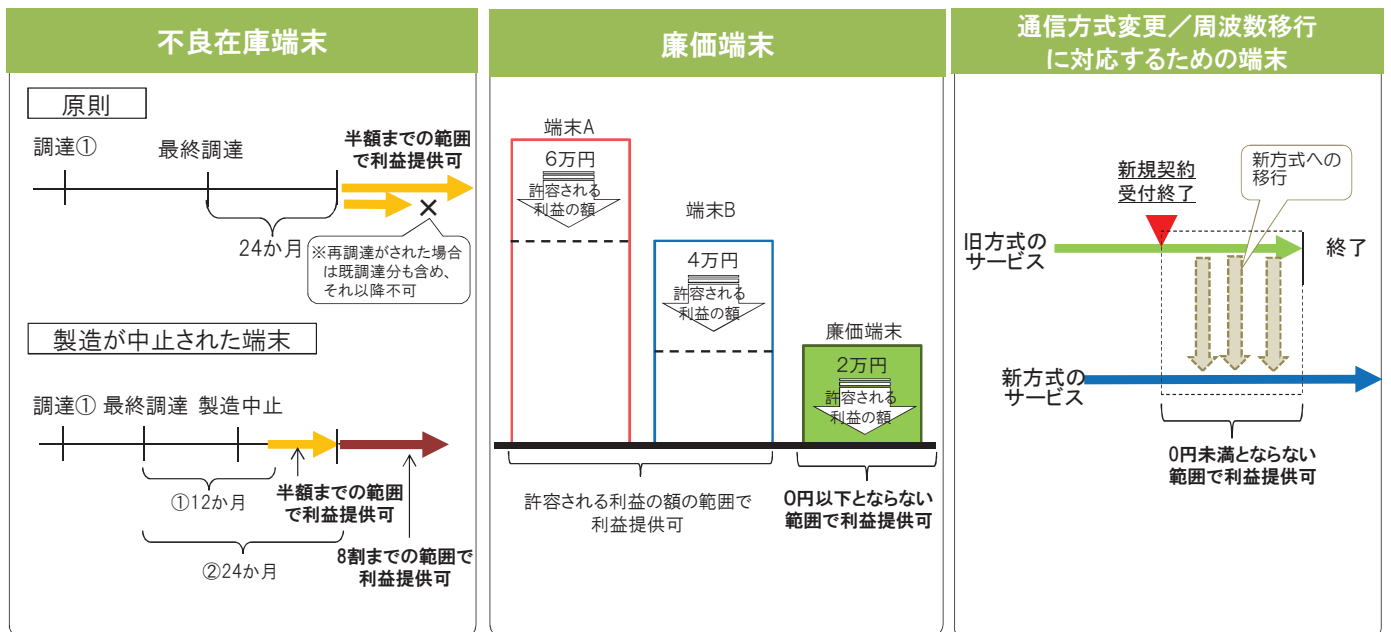 不良在庫端末
原則
調達①
最終調達
半額までの範囲
で利益提供可
24か月
※再調達がされた場合
は既調達分も含め、
それ以降不可
製造が中止された端末
調達① 最終調達 製造中止
①12か月
半額までの範囲
で利益提供可
②24か月
8割までの範囲で
利益提供可
廉価端末
端末A
6万円
許容される
利益の額
端末B
4万円
許容される
利益の額
廉価端末
2万円
許容される
利益の額
許容される利益の額の範囲で
利益提供可
0円以下とならない
範囲で利益提供可
通信方式変更／周波数移行
に対応するための端末
新規契約
受付終了
新方式への
移行
旧方式の
サービス
終了
新方式の
サービス
0円未満とならない
範囲で利益提供可